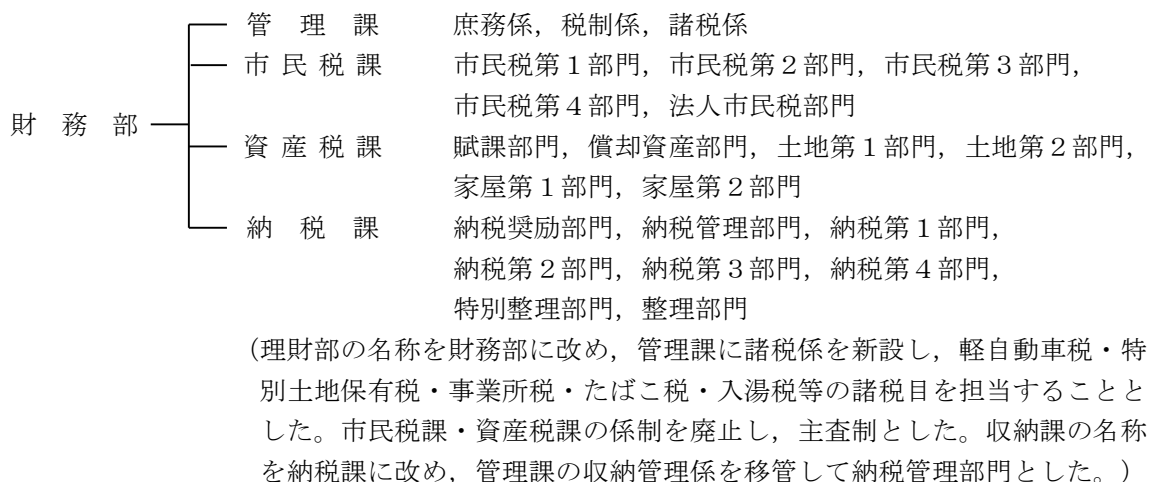 管　理　課　　庶務係，税制係，諸税係
市 民 税 課　　市民税第１部門，市民税第２部門，市民税第３部門，
市民税第４部門，法人市民税部門
財　務　部
資 産 税 課　　賦課部門，償却資産部門，土地第１部門，土地第２部門，
家屋第１部門，家屋第２部門
納　税　課　　納税奨励部門，納税管理部門，納税第１部門，
納税第２部門，納税第３部門，納税第４部門，
特別整理部門，整理部門
（理財部の名称を財務部に改め，管理課に諸税係を新設し，軽自動車税・特
別土地保有税・事業所税・たばこ税・入湯税等の諸税目を担当することと
した。市民税課・資産税課の係制を廃止し，主査制とした。収納課の名称
を納税課に改め，管理課の収納管理係を移管して納税管理部門とした。）